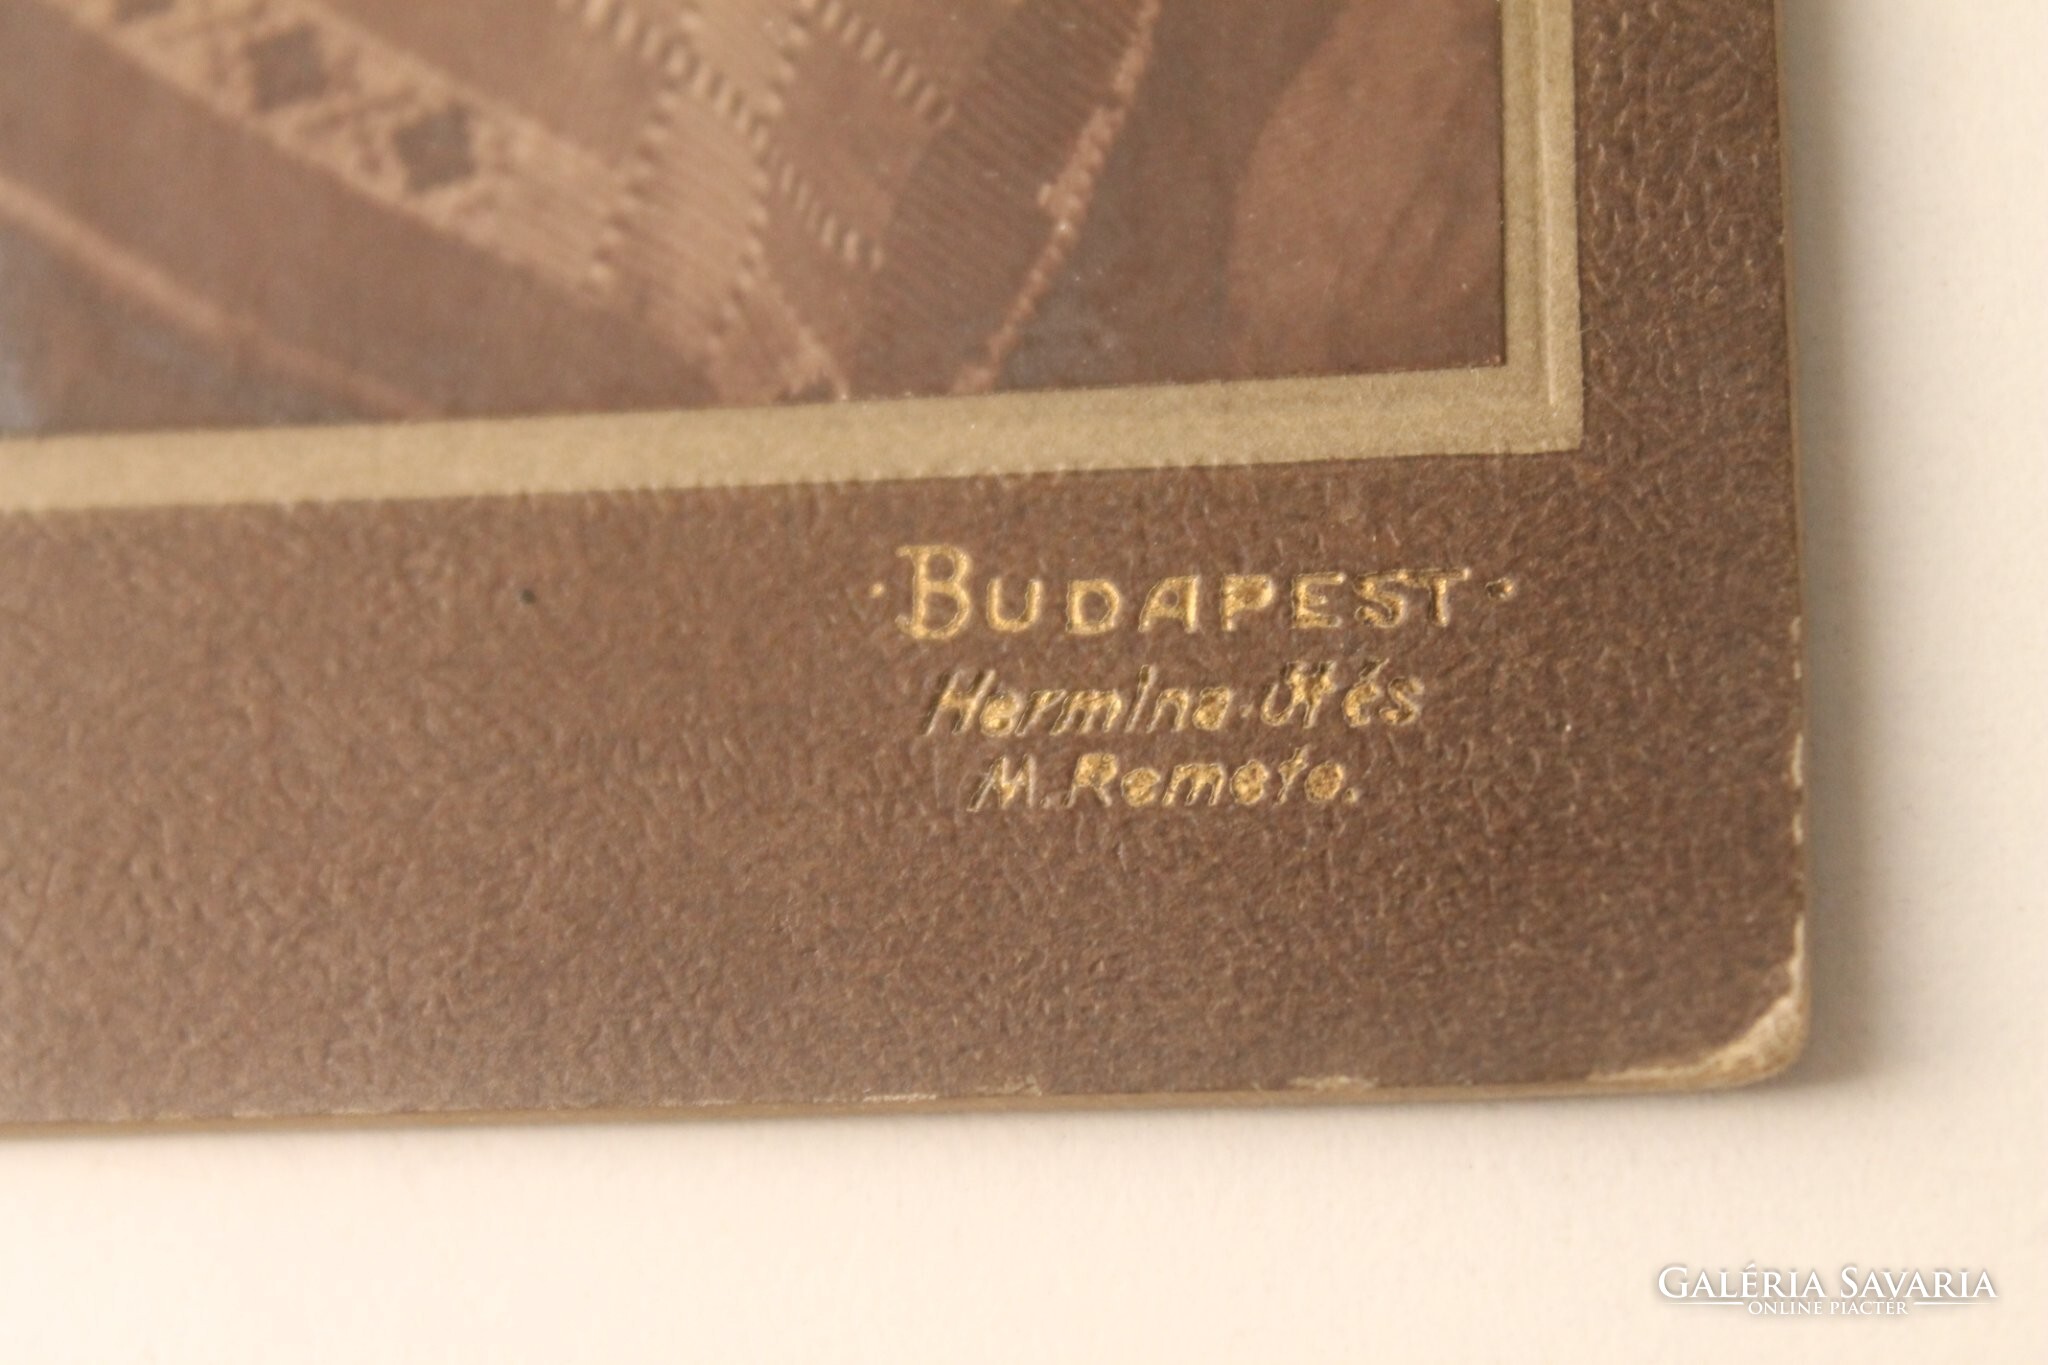 · BUDAPEST ·
Hermina-út és
M. Remete.
GALÉRIA SAVARIA
ONLINE PIACTÉR